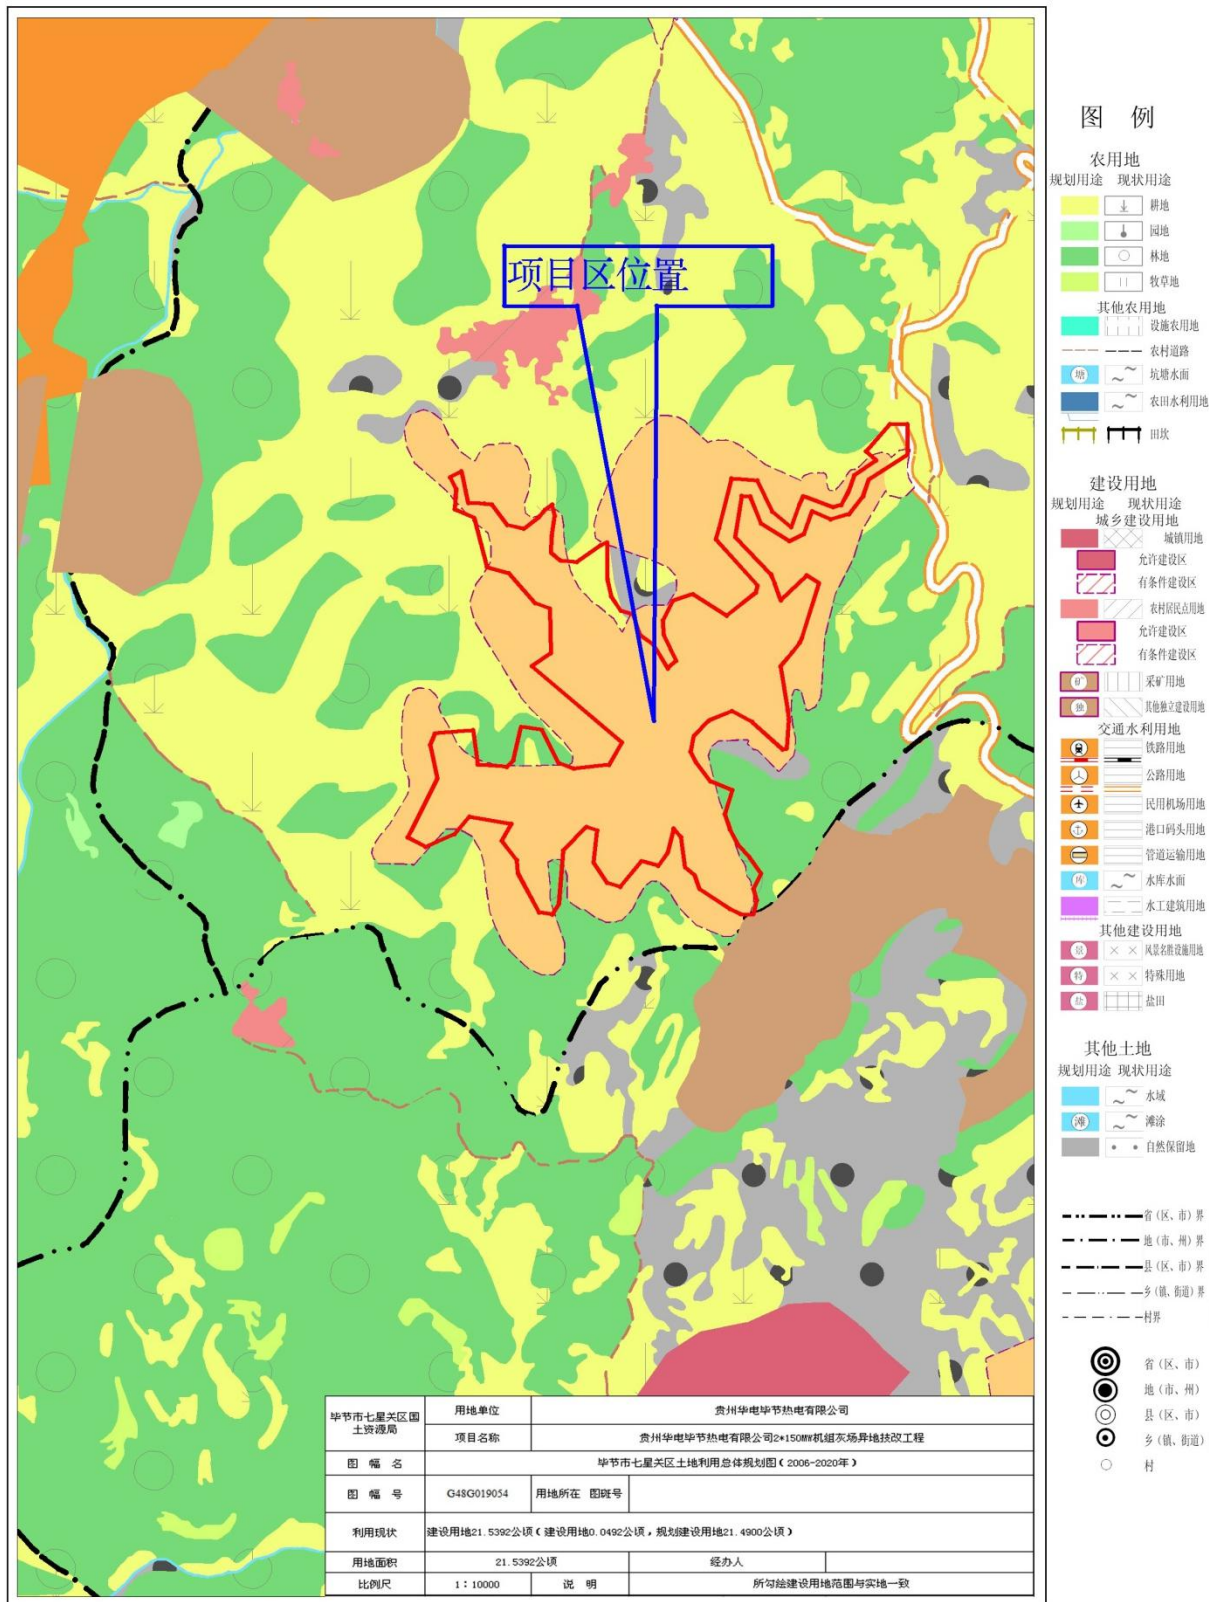 项目区位置
图 例
农用地
规划用途 现状用途
耕地
园地
林地
牧草地
其他农用地
设施农用地
农村道路
塘 坑塘水面
农田水利用地
田坎
建设用地
规划用途 现状用途
城乡建设用地
城镇用地
允许建设区
有条件建设区
农村居民点用地
允许建设区
有条件建设区
矿 采矿用地
独 其他独立建设用地
交通水利用地
铁路用地
公路用地
民用机场用地
港口码头用地
管道运输用地
库 水库水面
水工建筑用地
其他建设用地
景 风景名胜设施用地
特 特殊用地
盐 盐田
其他土地
规划用途 现状用途
水域
滩 滩涂
自然保留地
省（区、市）界
地（市、州）界
县（区、市）界
乡（镇、街道）界
村界
省（区、市）
地（市、州）
县（区、市）
乡（镇、街道）
村
毕节市七星关区国
土资源局
用地单位 贵州华电毕节热电有限公司
项目名称 贵州华电毕节热电有限公司2*150MW机组灰场异地技改工程
图 幅 名 毕节市七星关区土地利用总体规划图（2006-2020年）
图 幅 号 G48G019054 用地所在 图斑号
利用现状 建设用地21.5392公顷（建设用地0.0492公顷，规划建设用地21.4900公顷）
用地面积 21.5392公顷 经办人
比例尺 1：10000 说 明 所勾绘建设用地范围与实地一致